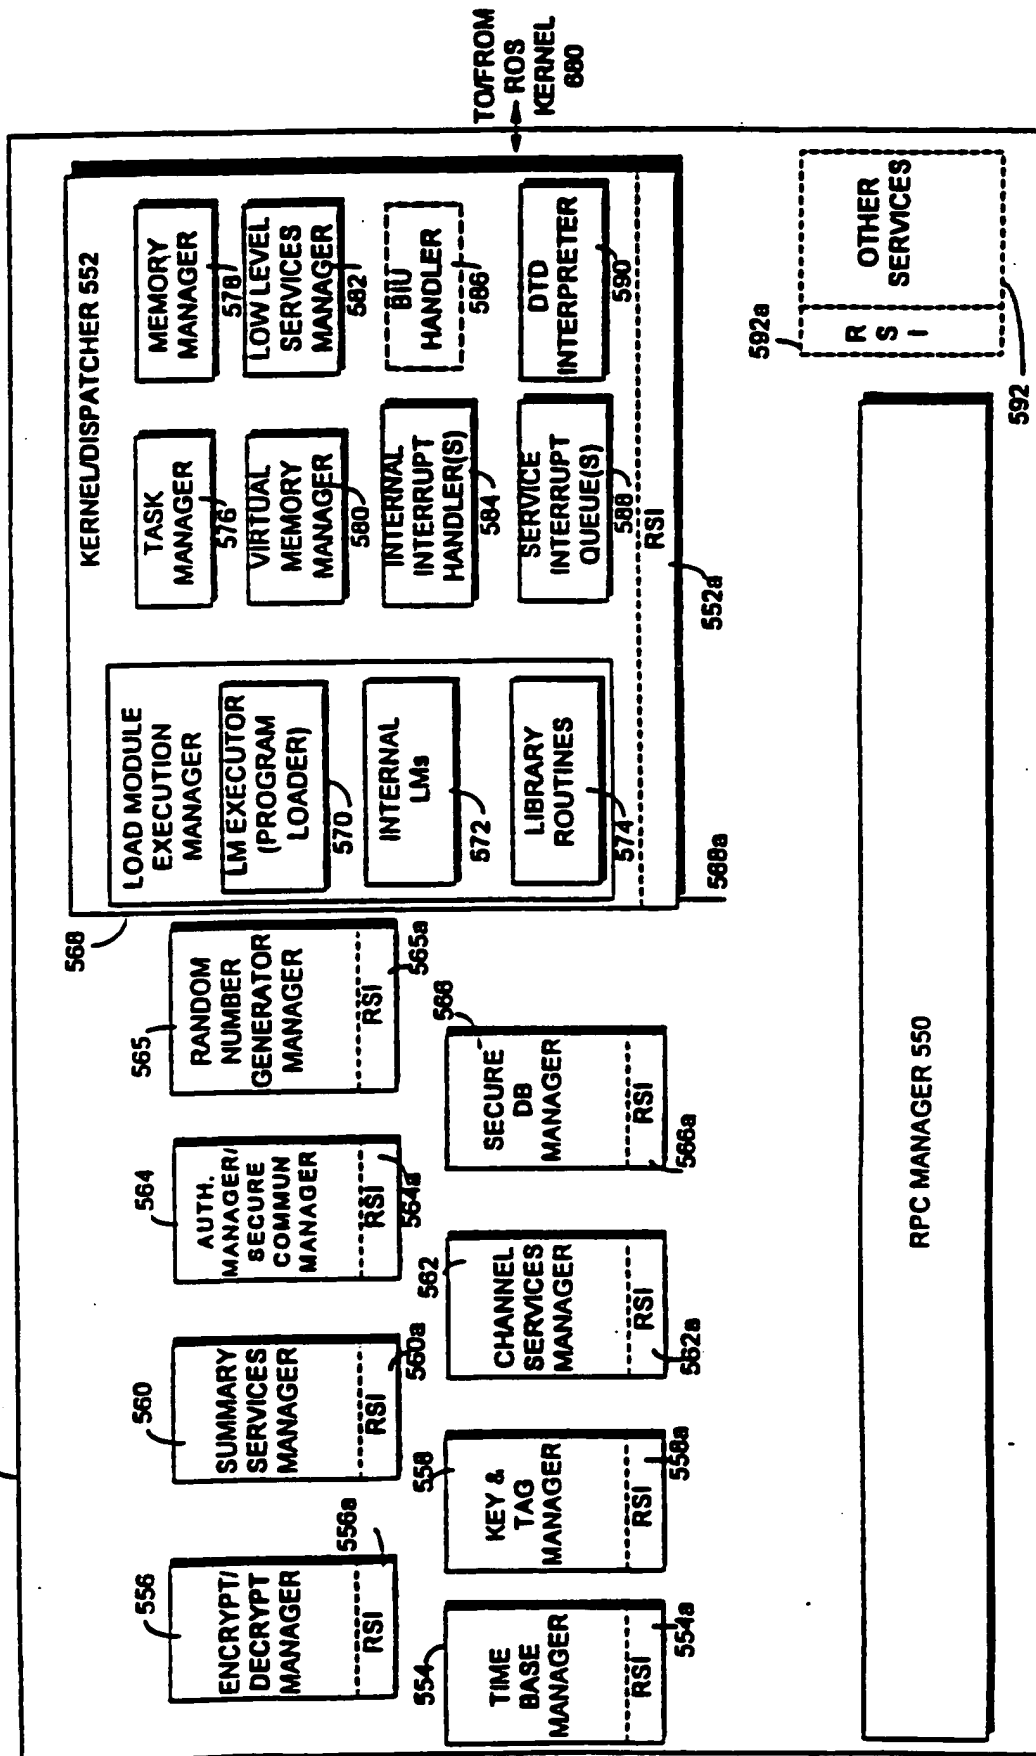 556
ENCRYPT/
DECRYPT
MANAGER
RSI
556a
560
SUMMARY
SERVICES
MANAGER
RSI
560a
564
AUTH.
MANAGER/
SECURE
COMMUN
MANAGER
RSI
564a
565
RANDOM
NUMBER
GENERATOR
MANAGER
RSI
565a
554
TIME
BASE
MANAGER
RSI
554a
558
KEY &
TAG
MANAGER
RSI
558a
562
CHANNEL
SERVICES
MANAGER
RSI
562a
566
SECURE
DB
MANAGER
RSI
566a
KERNEL/DISPATCHER 552
568
LOAD MODULE
EXECUTION
MANAGER
LM EXECUTOR
(PROGRAM
LOADER)
570
INTERNAL
LMs
572
LIBRARY
ROUTINES
574
568a
TASK
MANAGER
576
MEMORY
MANAGER
578
VIRTUAL
MEMORY
MANAGER
580
LOW LEVEL
SERVICES
MANAGER
582
INTERNAL
INTERRUPT
HANDLER(S)
584
BIU
HANDLER
586
SERVICE
INTERRUPT
QUEUE(S)
588
DTD
INTERPRETER
590
RSI
552a
TO/FROM
ROS
KERNEL
680
592a
R
S
I
OTHER
SERVICES
592
RPC MANAGER 550